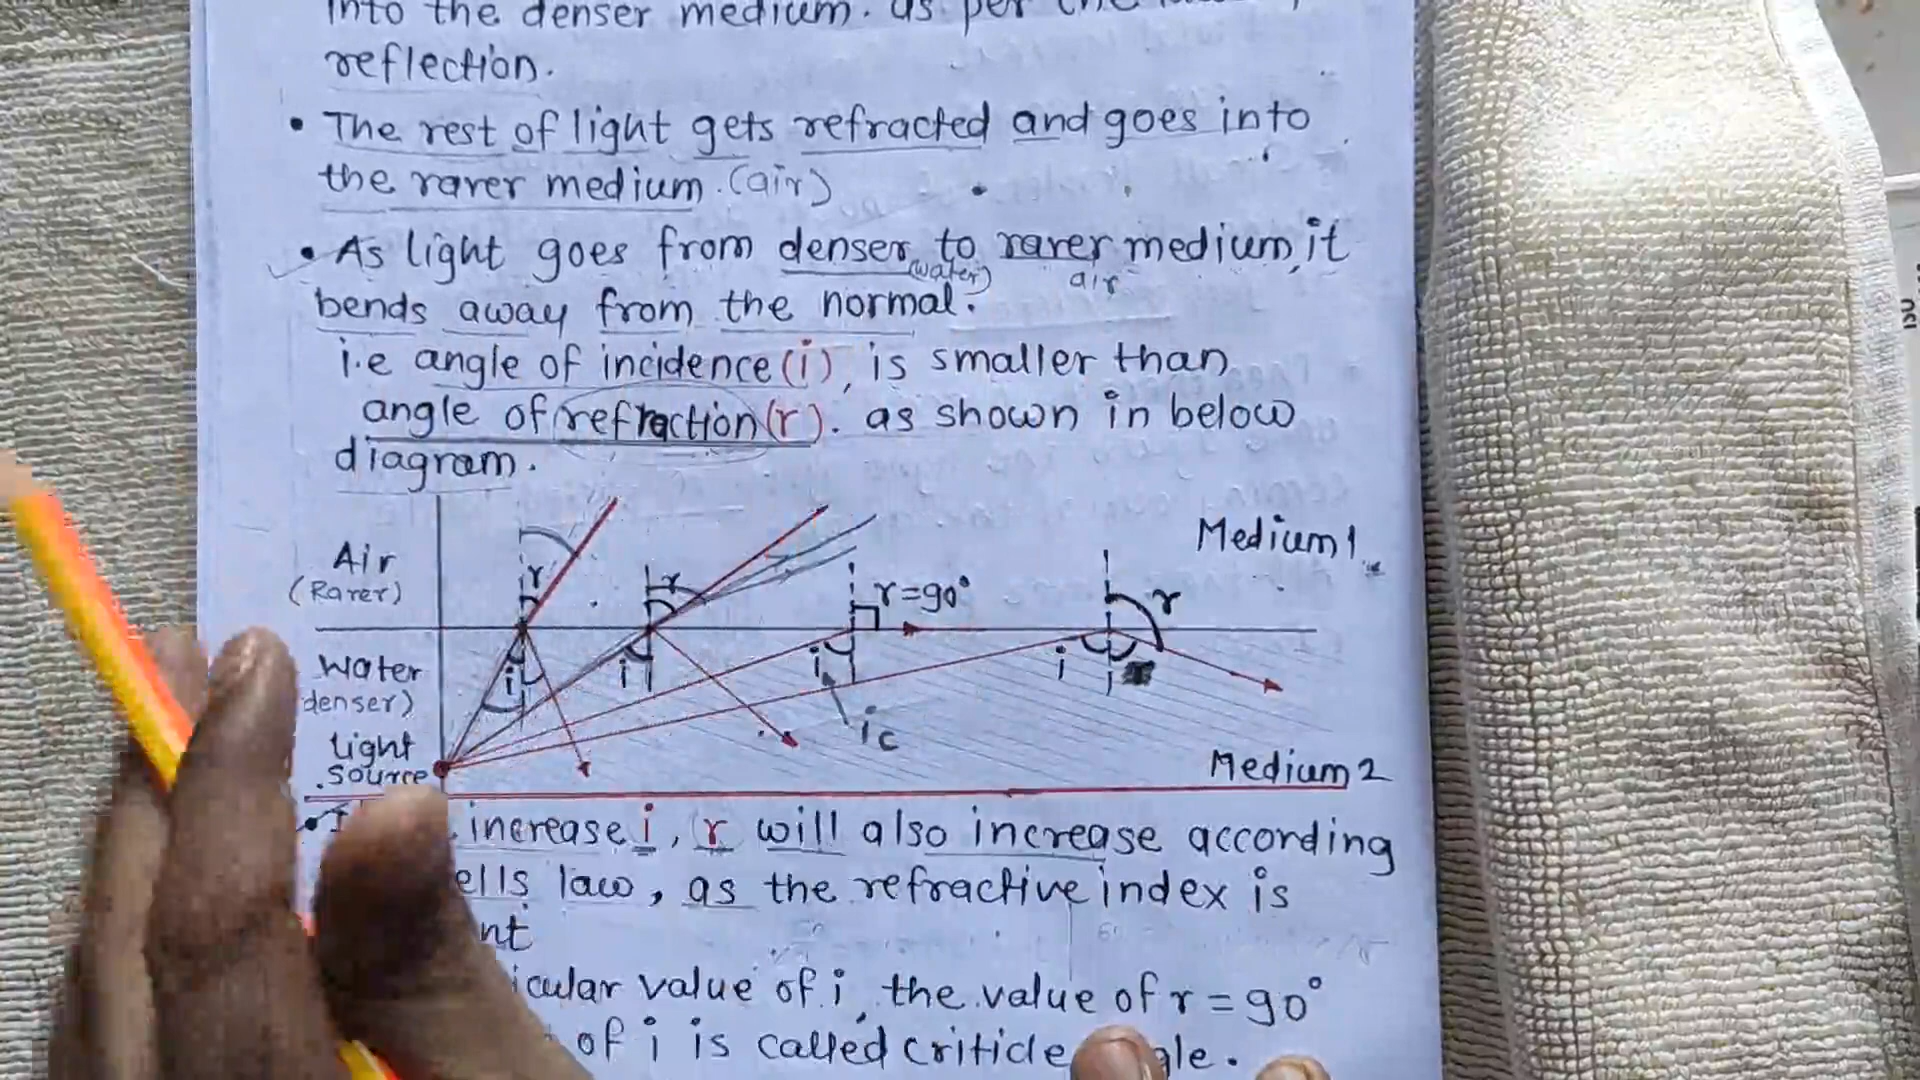 into the denser medium. as per the
reflection.
• The rest of light gets refracted and goes into
the rarer medium. (air)
• As light goes from denser to rarer medium, it
(water) air
bends away from the normal.
i.e angle of incidence (i), is smaller than
angle of refraction (r). as shown in below
diagram.
Medium 1
Air
(Rarer)
r
r
r=90°
r
water
denser)
i
i
i
i
ic
light
source
Medium 2
increase i, r will also increase according
ells law, as the refractive index is
nt
icular value of i, the value of r = 90°
of i is called criticle gle.